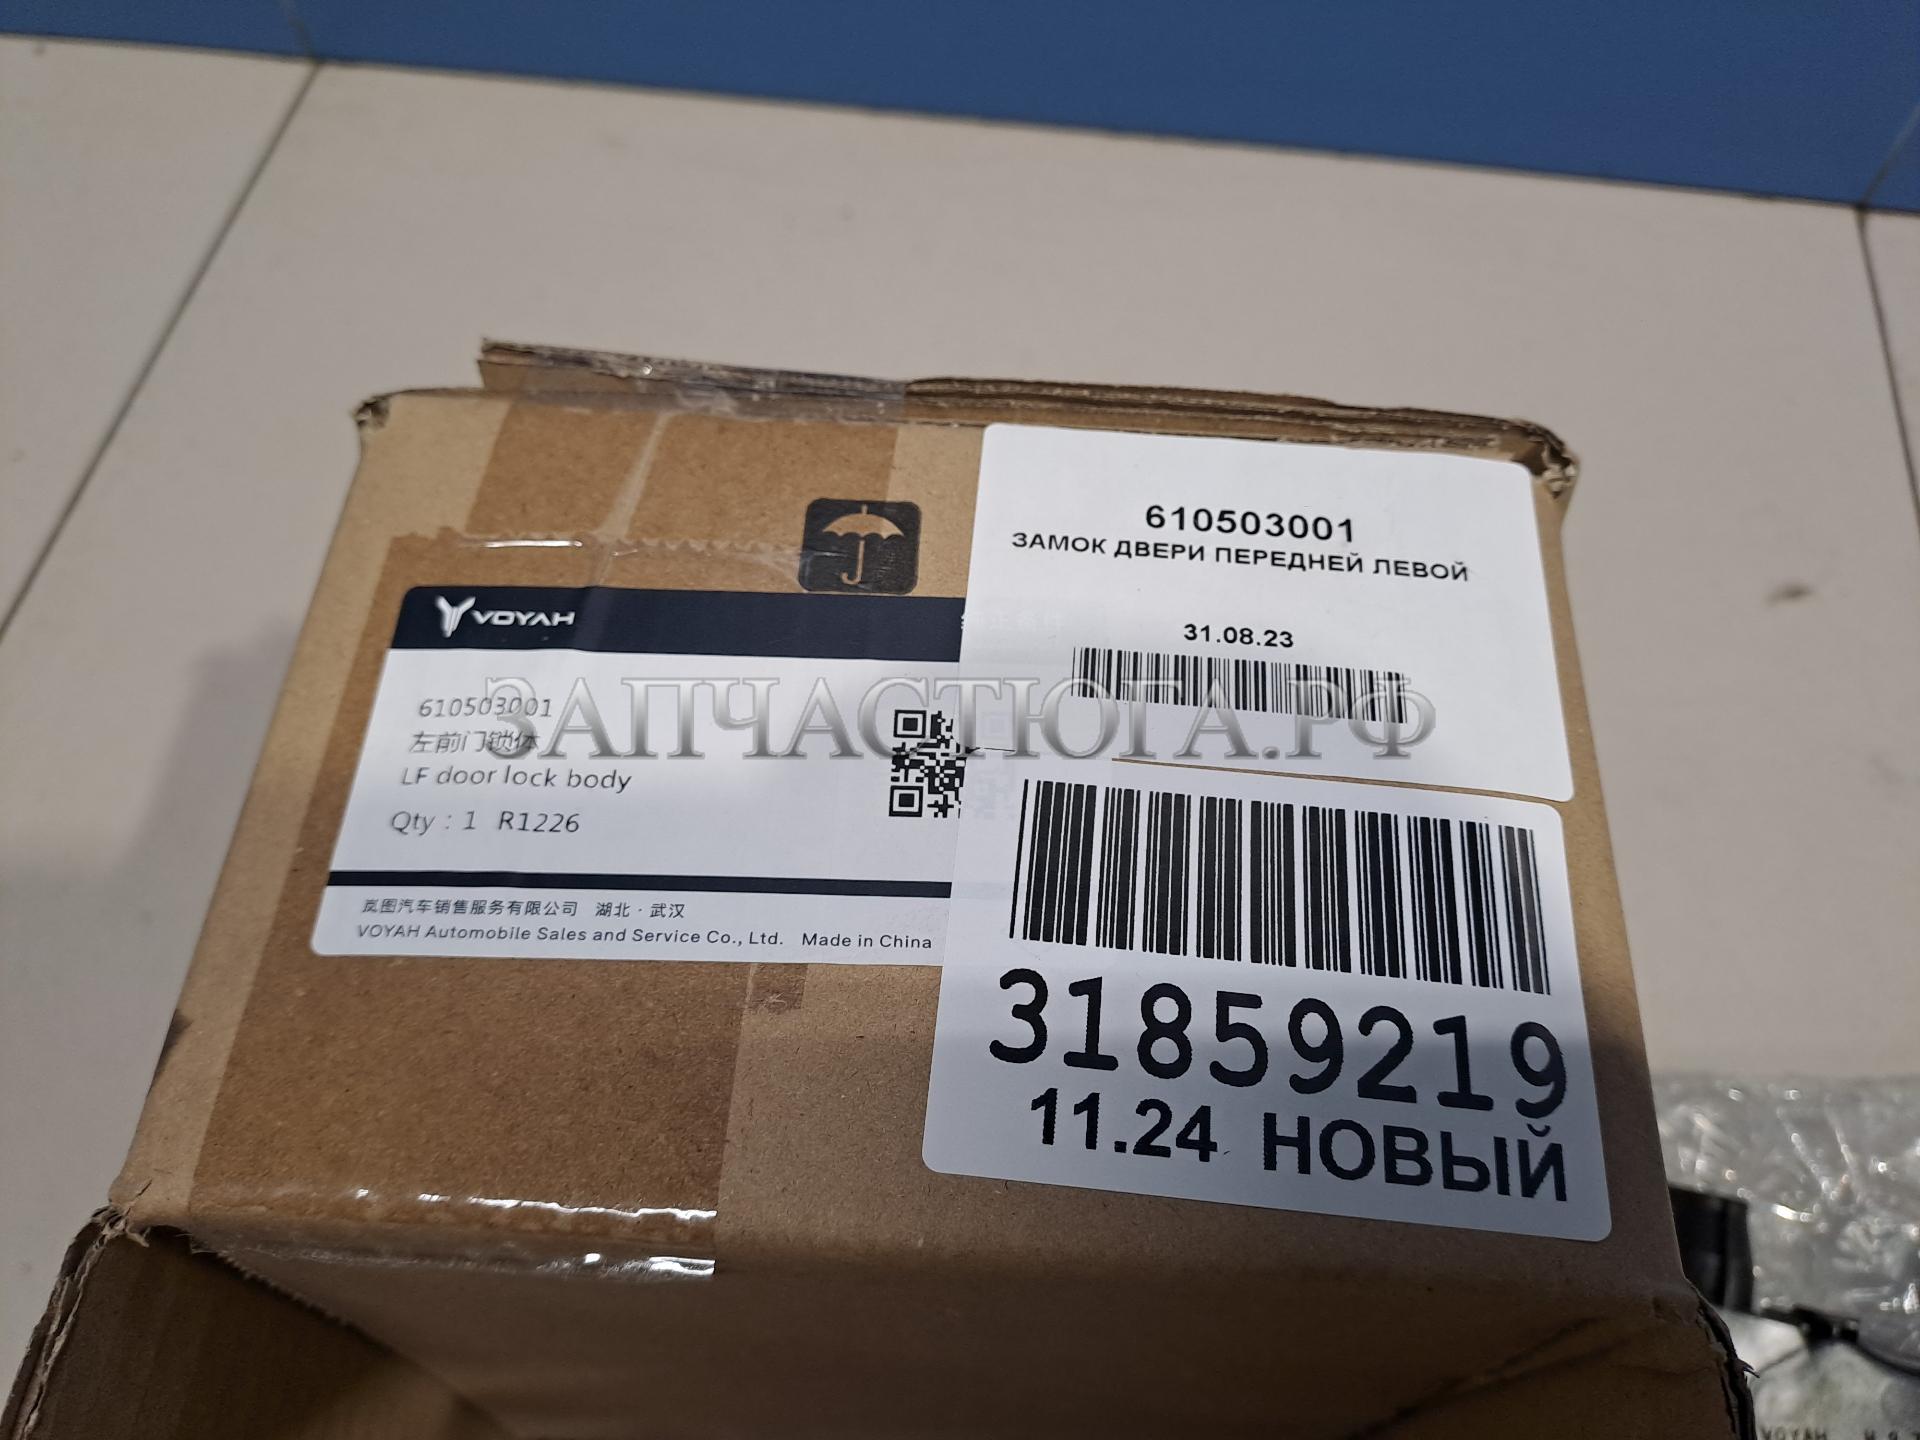 610503001
ЗАМОК ДВЕРИ ПЕРЕДНЕЙ ЛЕВОЙ
31.08.23
VOYAH
610503001
左前门锁体
LF door lock body
Qty : 1 R1226
岚图汽车销售服务有限公司 湖北 · 武汉
VOYAH Automobile Sales and Service Co., Ltd. Made in China
ЗАПЧАСТЮГА.РФ
31859219
11.24 НОВЫЙ
VOYAH